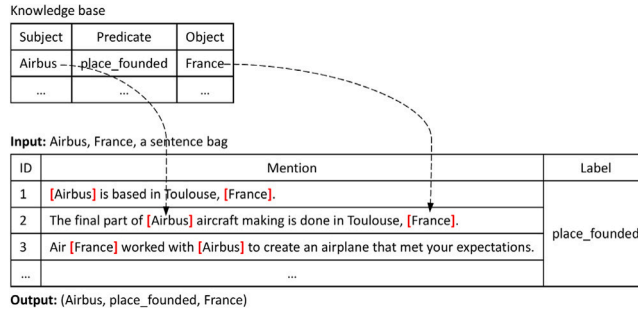 Knowledge base
Subject Predicate Object
Airbus place_founded France
... ... ...
Input: Airbus, France, a sentence bag
ID Mention Label
1 [Airbus] is based in Toulouse, [France].
2 The final part of [Airbus] aircraft making is done in Toulouse, [France].
place_founded
3 Air [France] worked with [Airbus] to create an airplane that met your expectations.
... ...
Output: (Airbus, place_founded, France)